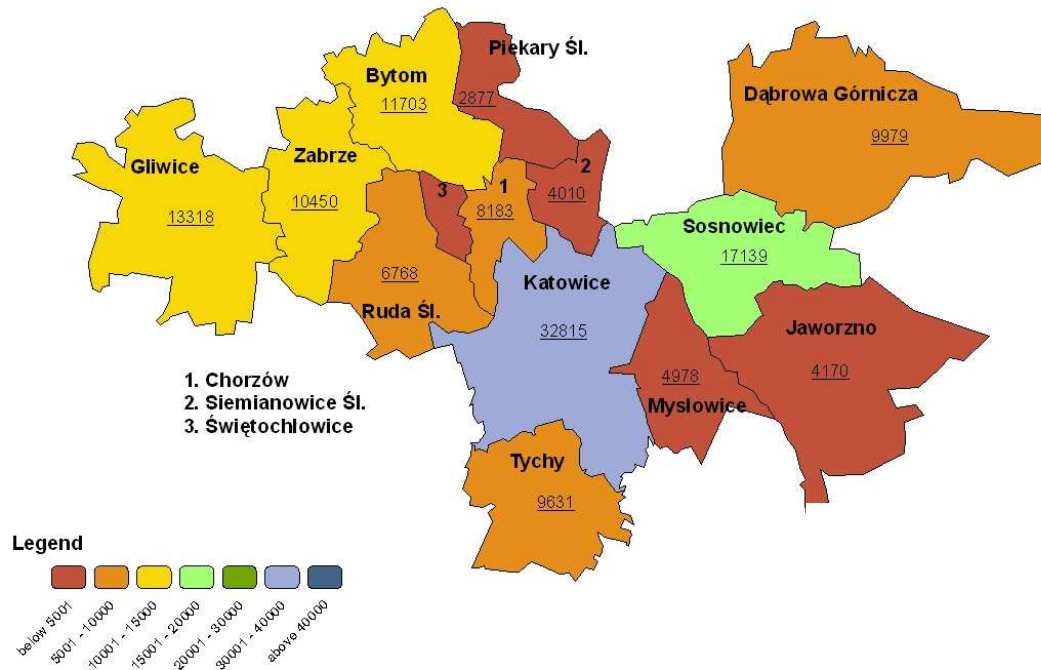 Piekary Śl.
Bytom
11703
2877
Dąbrowa Górnicza
9979
Zabrze
10450
Gliwice
13318
3
1
8183
2
4010
Sosnowiec
17139
6768
Ruda Śl.
Katowice
32815
Jaworzno
4170
4978
Mysłowice
1. Chorzów
2. Siemianowice Śl.
3. Świętochlowice
Tychy
9631
Legend
below 5001
5001 - 10000
10001 - 15000
15001 - 20000
20001 - 30000
30001 - 40000
above 40000